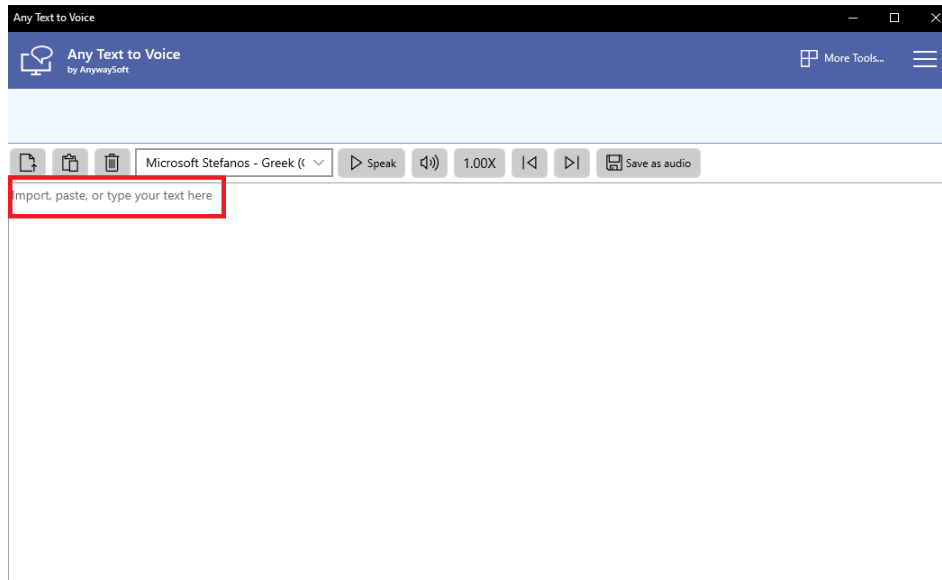 Any Text to Voice
Any Text to Voice
by AnywaySoft
More Tools...
Microsoft Stefanos - Greek (
Speak
1.00X
Save as audio
Import, paste, or type your text here